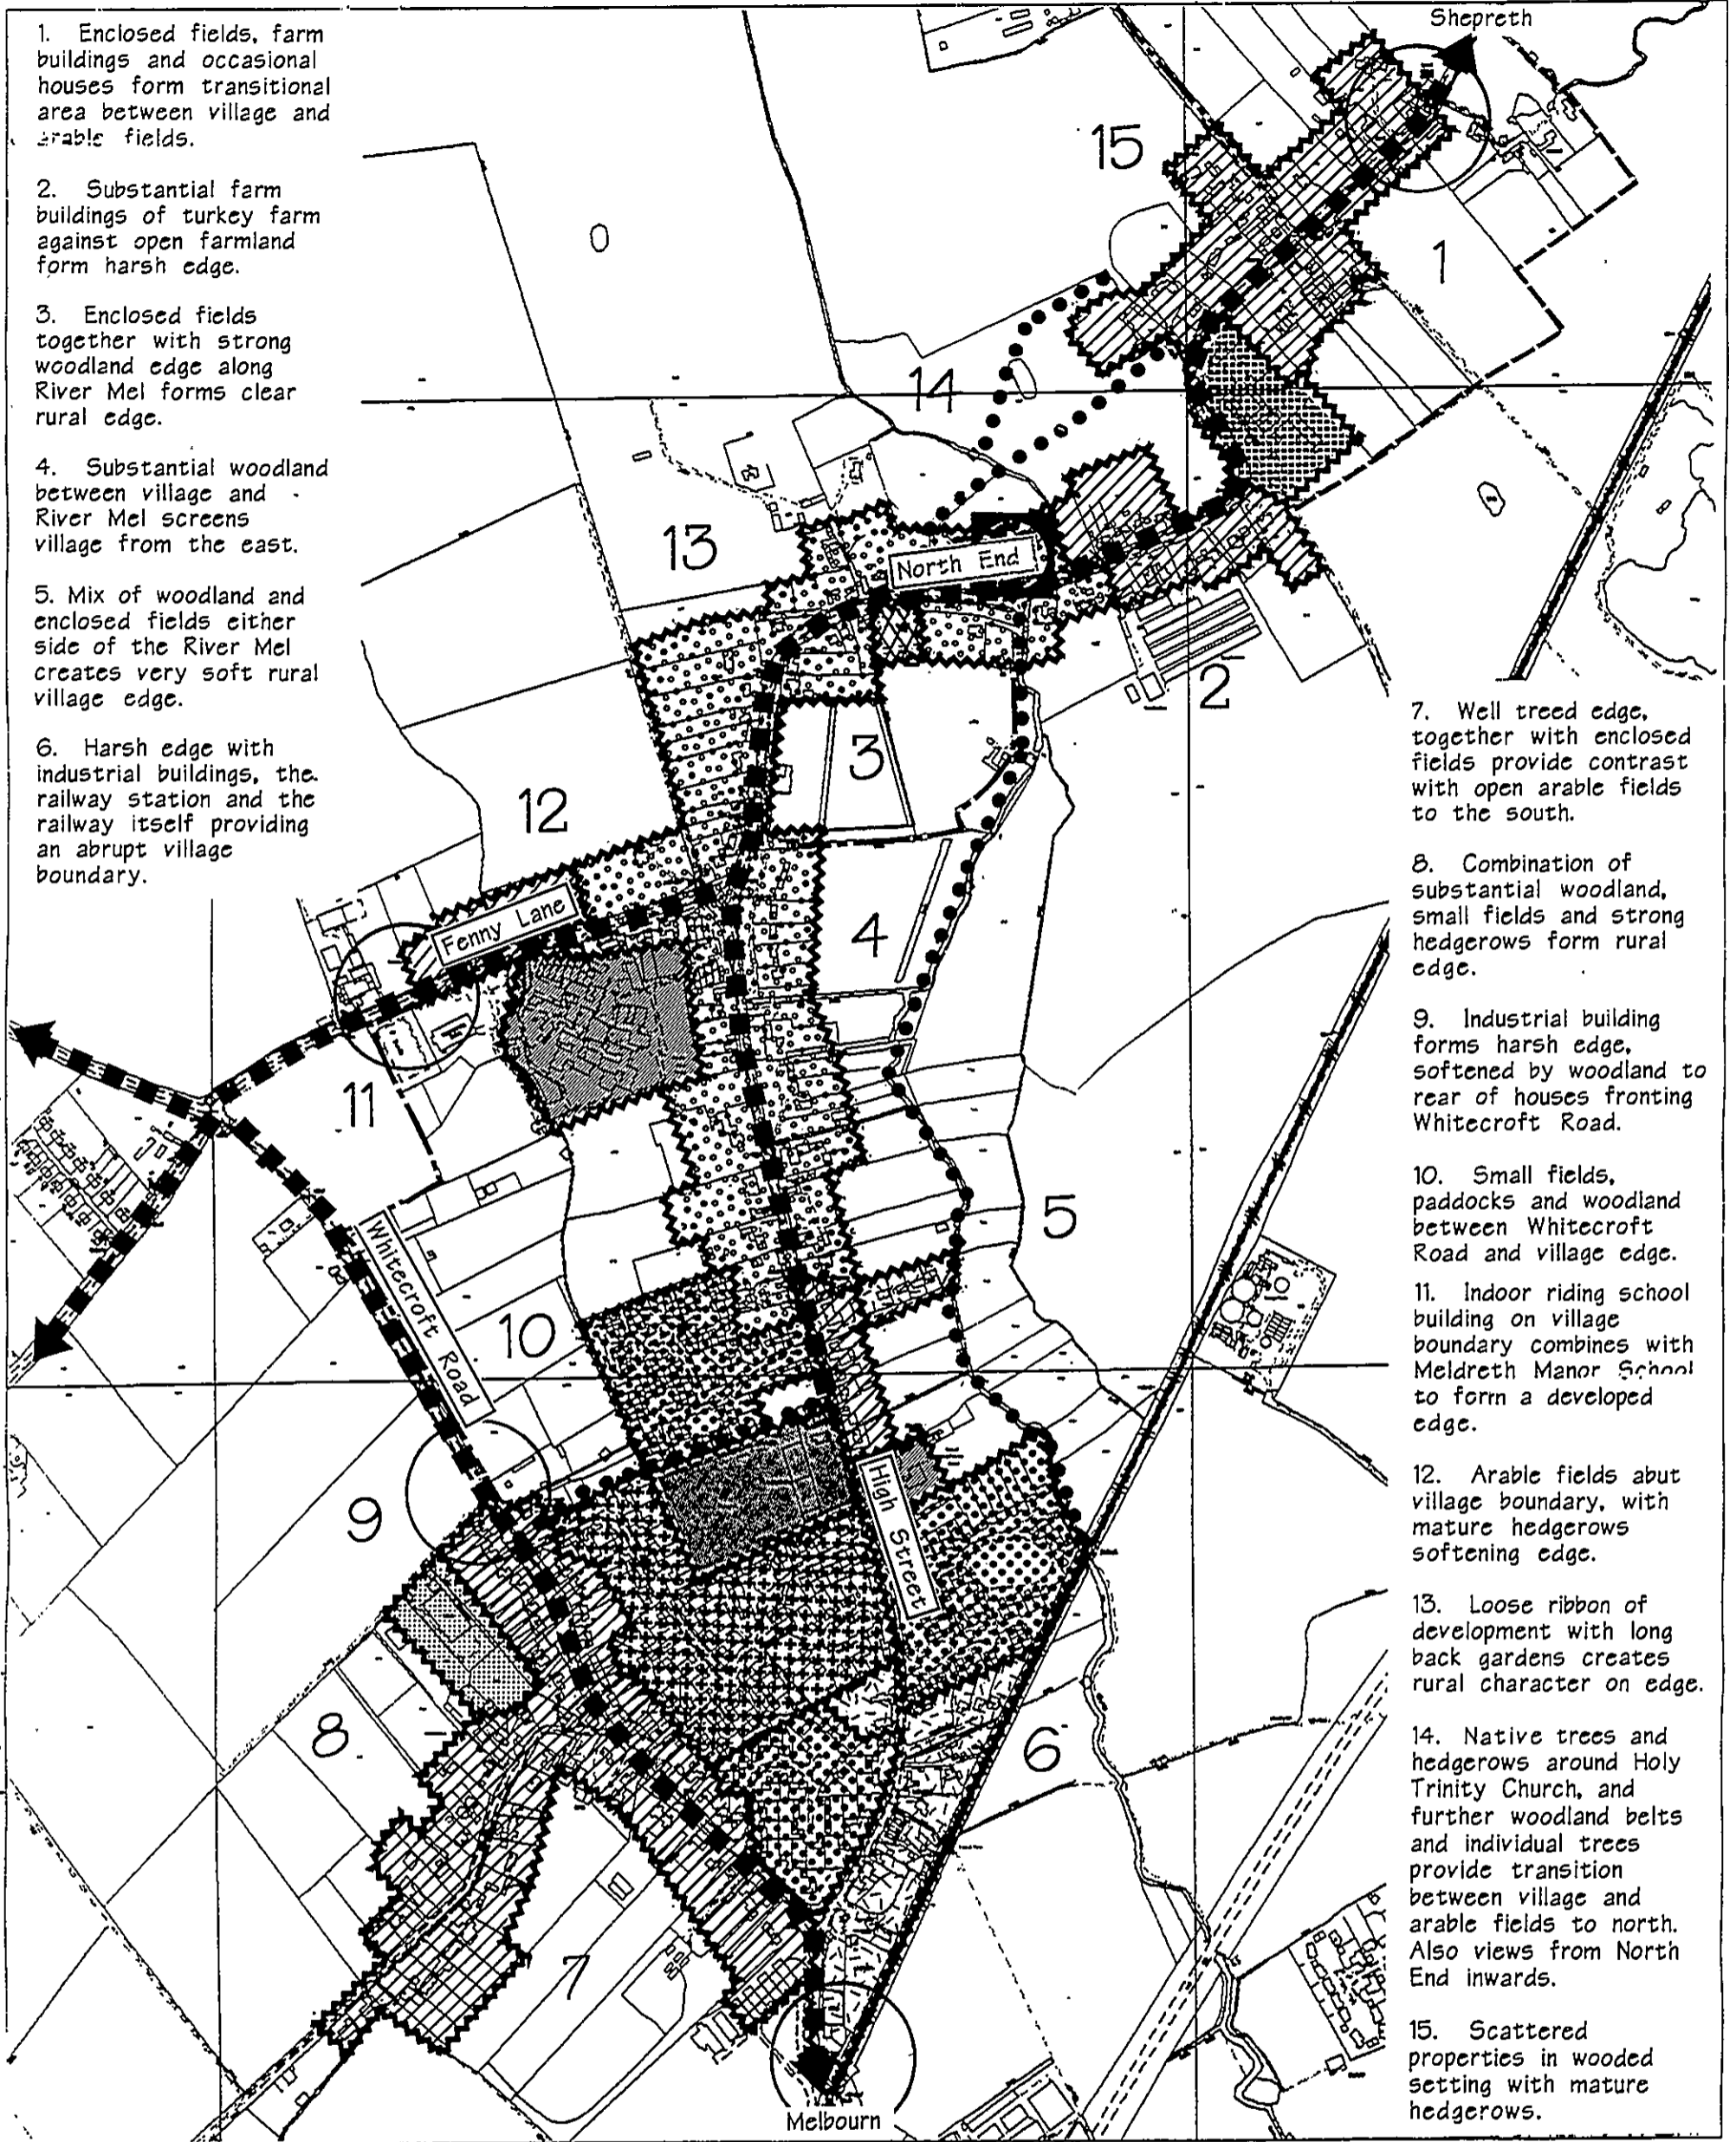 1. Enclosed fields, farm
buildings and occasional
houses form transitional
area between village and
arable fields.
2. Substantial farm
buildings of turkey farm
against open farmland
form harsh edge.
3. Enclosed fields
together with strong
woodland edge along
River Mel forms clear
rural edge.
4. Substantial woodland
between village and
River Mel screens
village from the east.
5. Mix of woodland and
enclosed fields either
side of the River Mel
creates very soft rural
village edge.
6. Harsh edge with
industrial buildings, the
railway station and the
railway itself providing
an abrupt village
boundary.
Shepreth
15
1
14
13
North End
2
3
12
Fenny Lane
4
11
5
Whitecroft
Road
10
9
High
Street
8
6
7
Melbourn
7. Well treed edge,
together with enclosed
fields provide contrast
with open arable fields
to the south.
8. Combination of
substantial woodland,
small fields and strong
hedgerows form rural
edge.
9. Industrial building
forms harsh edge,
softened by woodland to
rear of houses fronting
Whitecroft Road.
10. Small fields,
paddocks and woodland
between Whitecroft
Road and village edge.
11. Indoor riding school
building on village
boundary combines with
Meldreth Manor School
to form a developed
edge.
12. Arable fields abut
village boundary, with
mature hedgerows
softening edge.
13. Loose ribbon of
development with long
back gardens creates
rural character on edge.
14. Native trees and
hedgerows around Holy
Trinity Church, and
further woodland belts
and individual trees
provide transition
between village and
arable fields to north.
Also views from North
End inwards.
15. Scattered
properties in wooded
setting with mature
hedgerows.